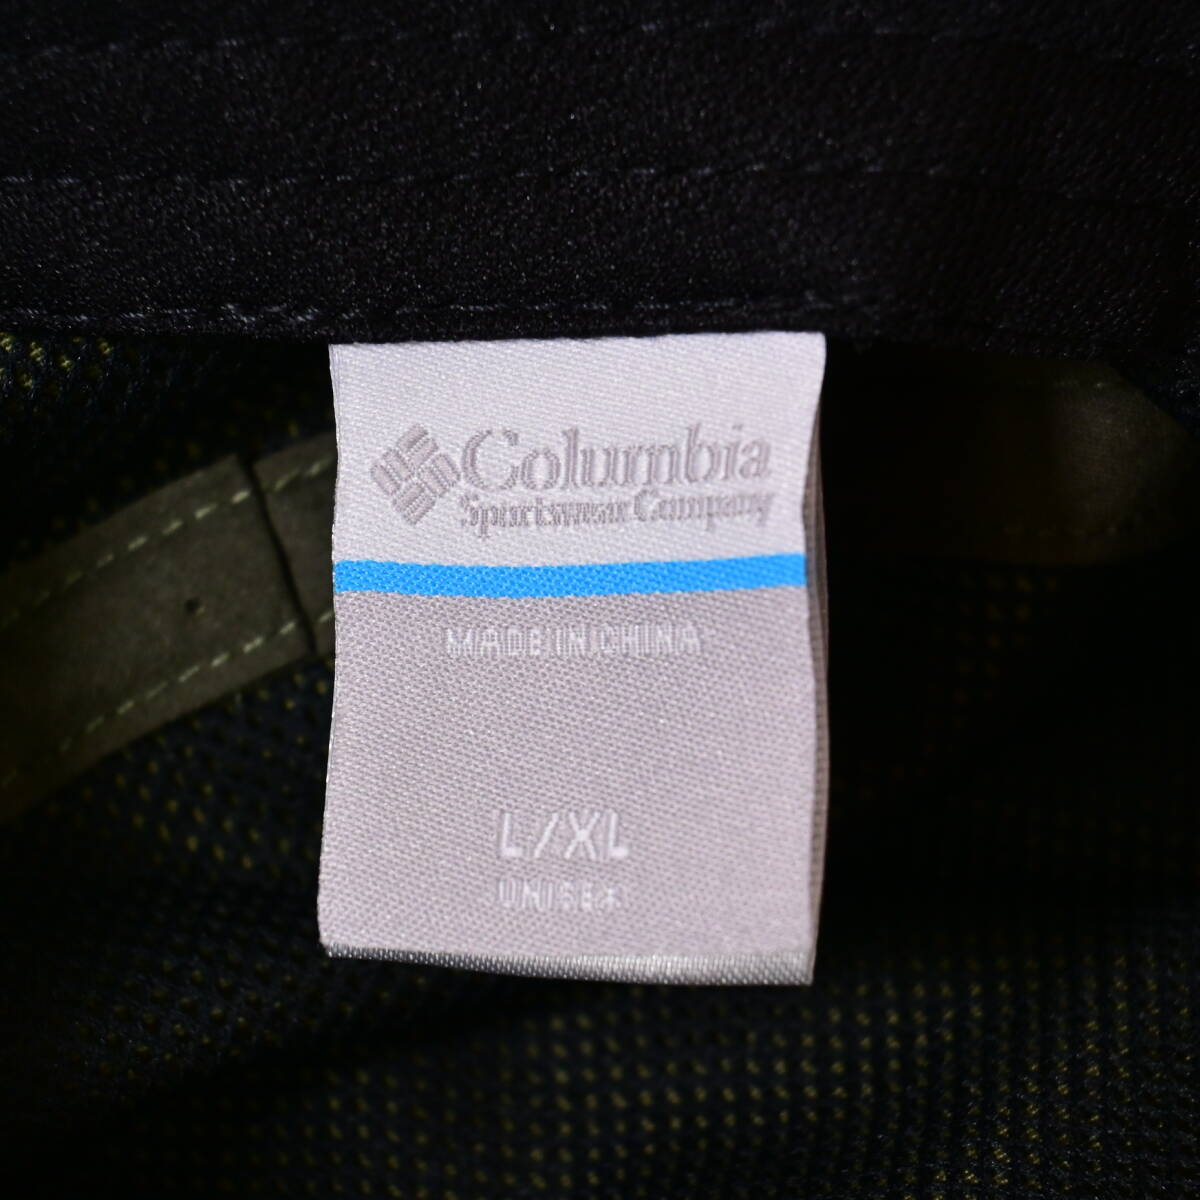 Columbia
Sportswear Company
MADE IN CHINA
L/XL
UNISEX